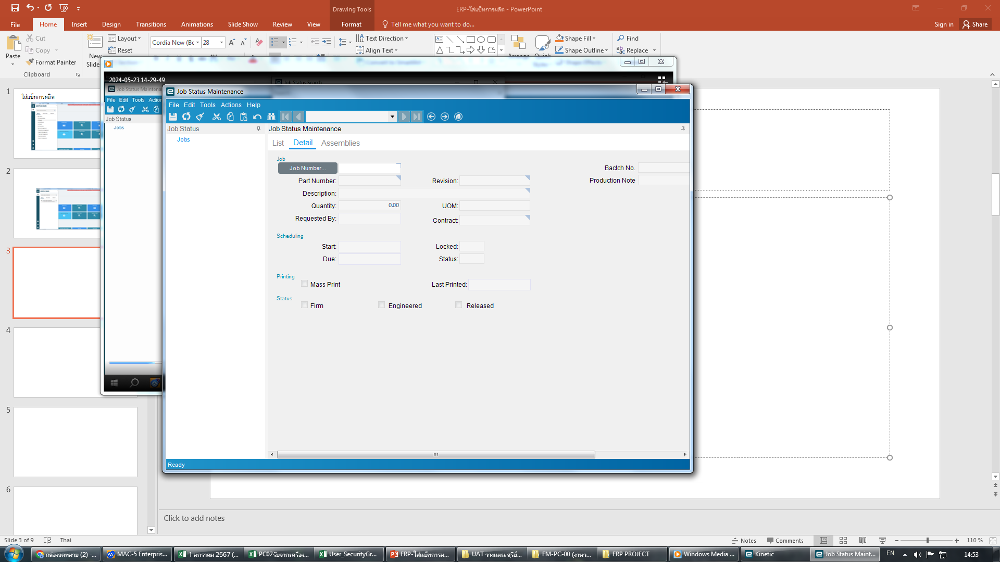 ERP-ใส่แบ็ทการผลิต - PowerPoint
Drawing Tools
File
Home
Insert
Design
Transitions
Animations
Slide Show
Review
View
Format
Tell me what you want to do...
Sign in
Share
Paste
Cut
Copy
Format Painter
Clipboard
New
Slide
Layout
Reset
Cordia New (Bc
28
Text Direction
Align Text
Arrange
Quick
Shape Fill
Shape Outline
Find
Replace
2024-05-23 14-29-49
Job Status Search
Job Status Maintena
File Edit Tools Action
Job Status
Jobs
Job Status Maintenance
File Edit Tools Actions Help
Job Status
Jobs
Job Status Maintenance
List Detail Assemblies
Job
Job Number...
Bactch No.
Part Number:
Revision:
Production Note
Description:
Quantity: 0.00
UOM:
Requested By:
Contract:
Scheduling
Start:
Locked:
Due:
Status:
Printing
Mass Print
Last Printed:
Status
Firm
Engineered
Released
Ready
1
ใส่แบ็ทการผลิต
2
3
4
5
6
Click to add notes
Slide 3 of 9
Thai
Notes
Comments
110 %
กล่องจดหมาย (2) -...
MAC-5 Enterpris...
1 มกราคม 2567 (...
PC02รับจากเครื่อง...
User_SecurityGr...
ERP-ใส่แบ็ทการผ...
UAT วางแผน สุริย์...
FM-PC-00 (งานว...
ERP PROJECT
Windows Media ...
Kinetic
Job Status Maint...
EN
14:53